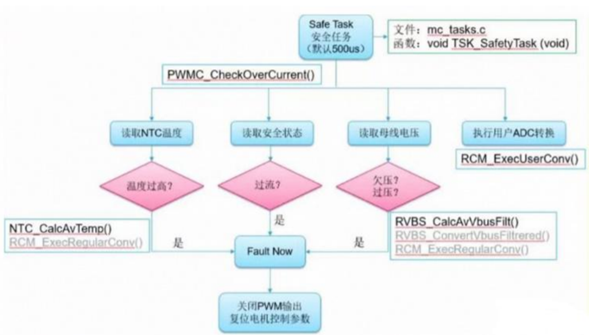 Safe Task
安全任务
(默认500us)
文件：mc_tasks.c
函数：void TSK_SafetyTask (void)
PWMC_CheckOverCurrent()
读取NTC温度
读取安全状态
读取母线电压
执行用户ADC转换
RCM_ExecUserConv()
温度过高？
过流？
欠压？
过压？
NTC_CalcAvTemp()
RCM_ExecRegularConv()
是
是
是
RVBS_CalcAvVbusFilt()
RVBS_ConvertVbusFiltrered()
RCM_ExecRegularConv()
Fault Now
关闭PWM输出
复位电机控制参数